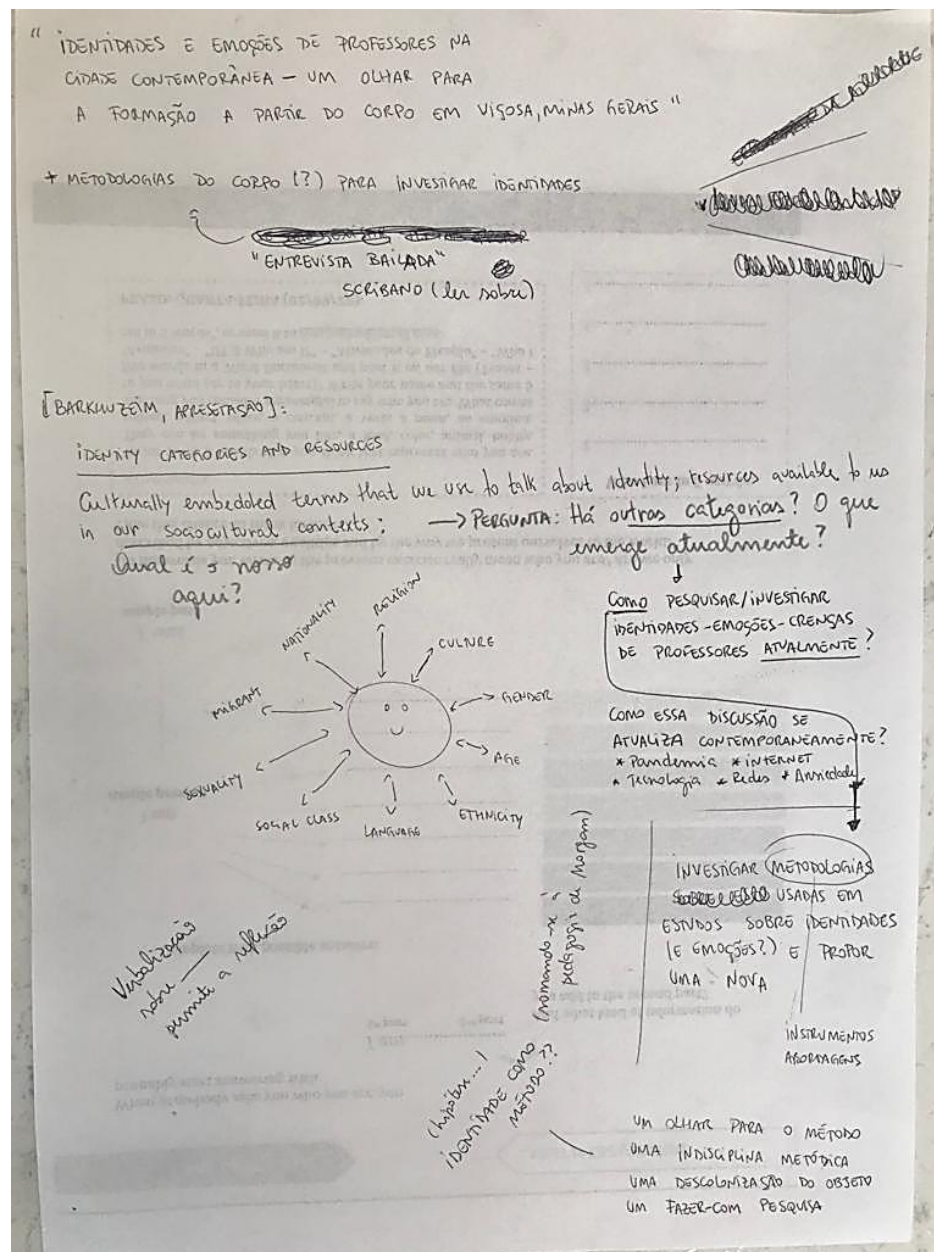 " IDENTIDADES E EMOÇÕES DE PROFESSORES NA
CIDADE CONTEMPORÂNEA - UM OLHAR PARA
A FORMAÇÃO A PARTIR DO CORPO EM VIÇOSA, MINAS GERAIS "
+ METODOLOGIAS DO CORPO (?) PARA INVESTIGAR IDENTIDADES
"ENTREVISTA BAILADA"
SCRIBANO (ler sobre)
[BARKHUZEIM, APRESETAÇÃO]:
IDENTITY CATEGORIES AND RESOURCES
Culturally embedded terms that we use to talk about identity; resources available to us
in our sociocultural contexts;
Qual é o nosso
aqui?
—> PERGUNTA: Há outras categorias? O que
emerge atualmente?
COMO PESQUISAR/INVESTIGAR
IDENTIDADES-EMOÇÕES-CRENÇAS
DE PROFESSORES ATUALMENTE?
COMO ESSA DISCUSSÃO SE
ATUALIZA CONTEMPORANEAMENTE?
* Pandemia * INTERNET
* Tecnologia * Redes * Ansiedade
NATIONALITY
RELIGION
CULTURE
GENDER
AGE
ETHNICITY
LANGUAGE
SOCIAL CLASS
SEXUALITY
MIGRANT
INVESTIGAR METODOLOGIAS
USADAS EM
ESTUDOS SOBRE IDENTIDADES
(E EMOÇÕES?) E PROPOR
UMA NOVA
INSTRUMENTOS
ABORTAGENS
Verbalização
sobre ___
permite a reflexão
(somando-se à
pedagogia de Morgan)
(hipótese...)
IDENTIDADE COMO
MÉTODO??
UM OLHAR PARA O MÉTODO
UMA INDISCIPLINA METÓDICA
UMA DESCOLONIZAÇÃO DO OBJETO
UM FAZER-COM PESQUISA